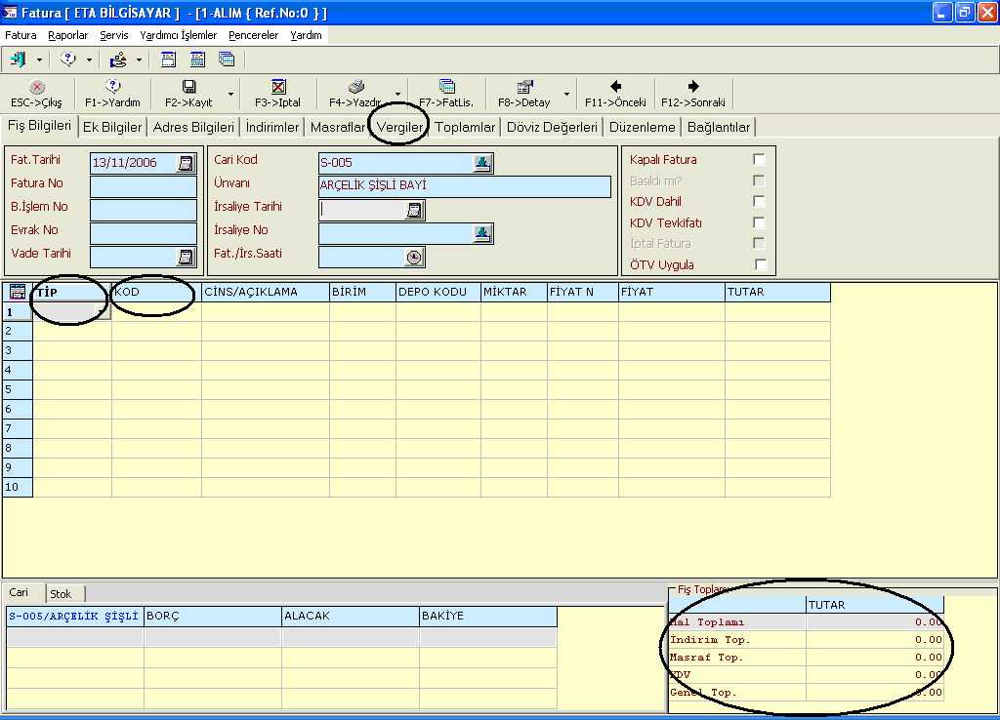 Fatura [ ETA BİLGİSAYAR ] - [1-ALIM { Ref.No:0 } ]
Fatura Raporlar Servis Yardımcı İşlemler Pencereler Yardım
ESC->Çıkış F1->Yardım F2->Kayıt F3->İptal F4->Yazdır F7->FatLis. F8->Detay F11->Önceki F12->Sonraki
Fiş Bilgileri Ek Bilgiler Adres Bilgileri İndirimler Masraflar Vergiler Toplamlar Döviz Değerleri Düzenleme Bağlantılar
Fat.Tarihi 13/11/2006 Cari Kod S-005 Kapalı Fatura
Fatura No Ünvanı ARÇELİK ŞİŞLİ BAYİ Basıldı mı?
B.İşlem No İrsaliye Tarihi KDV Dahil
Evrak No İrsaliye No KDV Tevkifatı
Vade Tarihi Fat./İrs.Saati İptal Fatura
ÖTV Uygula
TİP KOD CİNS/AÇIKLAMA BİRİM DEPO KODU MİKTAR FİYAT N FİYAT TUTAR
1
2
3
4
5
6
7
8
9
10
Cari Stok
S-005/ARÇELİK ŞİŞLİ BORÇ ALACAK BAKİYE
Fiş Toplamı
TUTAR
Mal Toplamı 0.00
İndirim Top. 0.00
Masraf Top. 0.00
KDV 0.00
Genel Top. 0.00